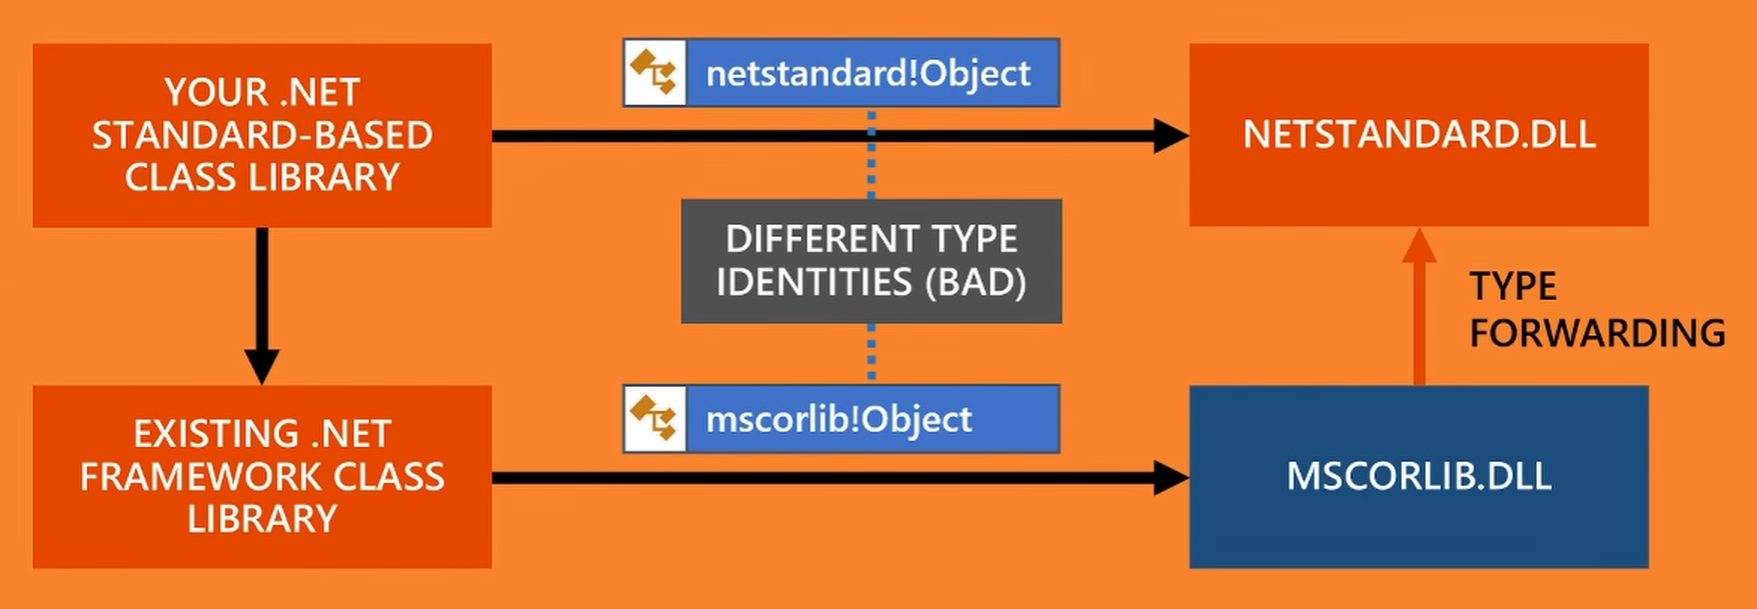 YOUR .NET
STANDARD-BASED
CLASS LIBRARY
netstandard!Object
NETSTANDARD.DLL
DIFFERENT TYPE
IDENTITIES (BAD)
TYPE
FORWARDING
EXISTING .NET
FRAMEWORK CLASS
LIBRARY
mscorlib!Object
MSCORLIB.DLL